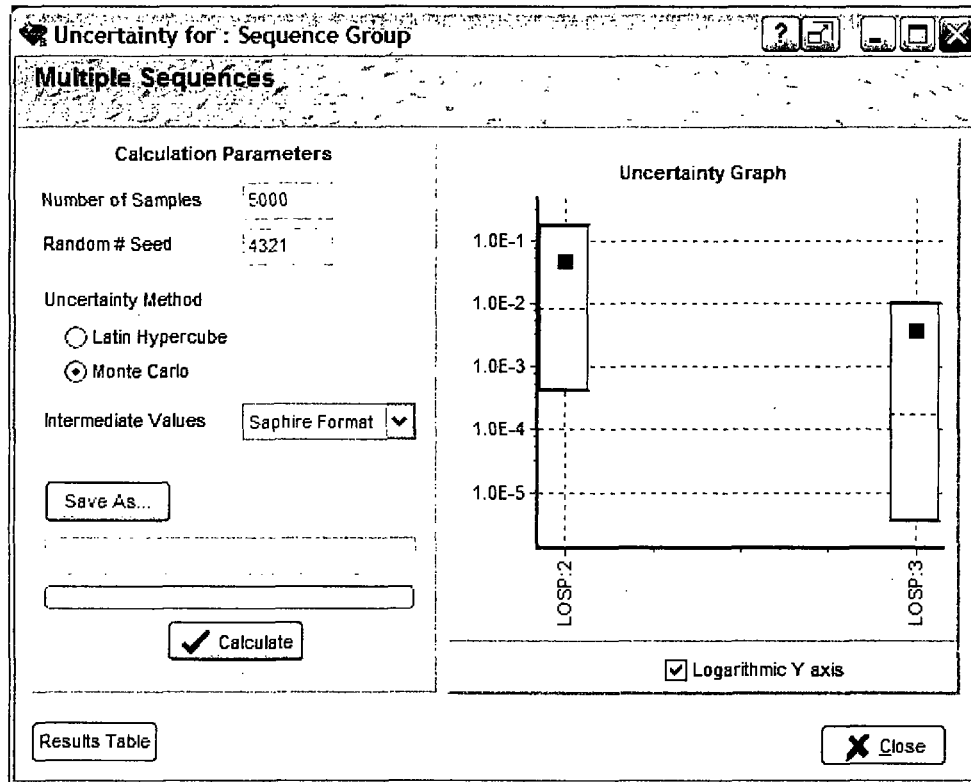 Uncertainty for : Sequence Group
?
Multiple Sequences
Calculation Parameters
Number of Samples 5000
Random # Seed 4321
Uncertainty Method
Latin Hypercube
Monte Carlo
Intermediate Values Saphire Format
Save As...
Calculate
Uncertainty Graph
1.0E-1
1.0E-2
1.0E-3
1.0E-4
1.0E-5
LOSP:2
LOSP:3
Logarithmic Y axis
Results Table
Close